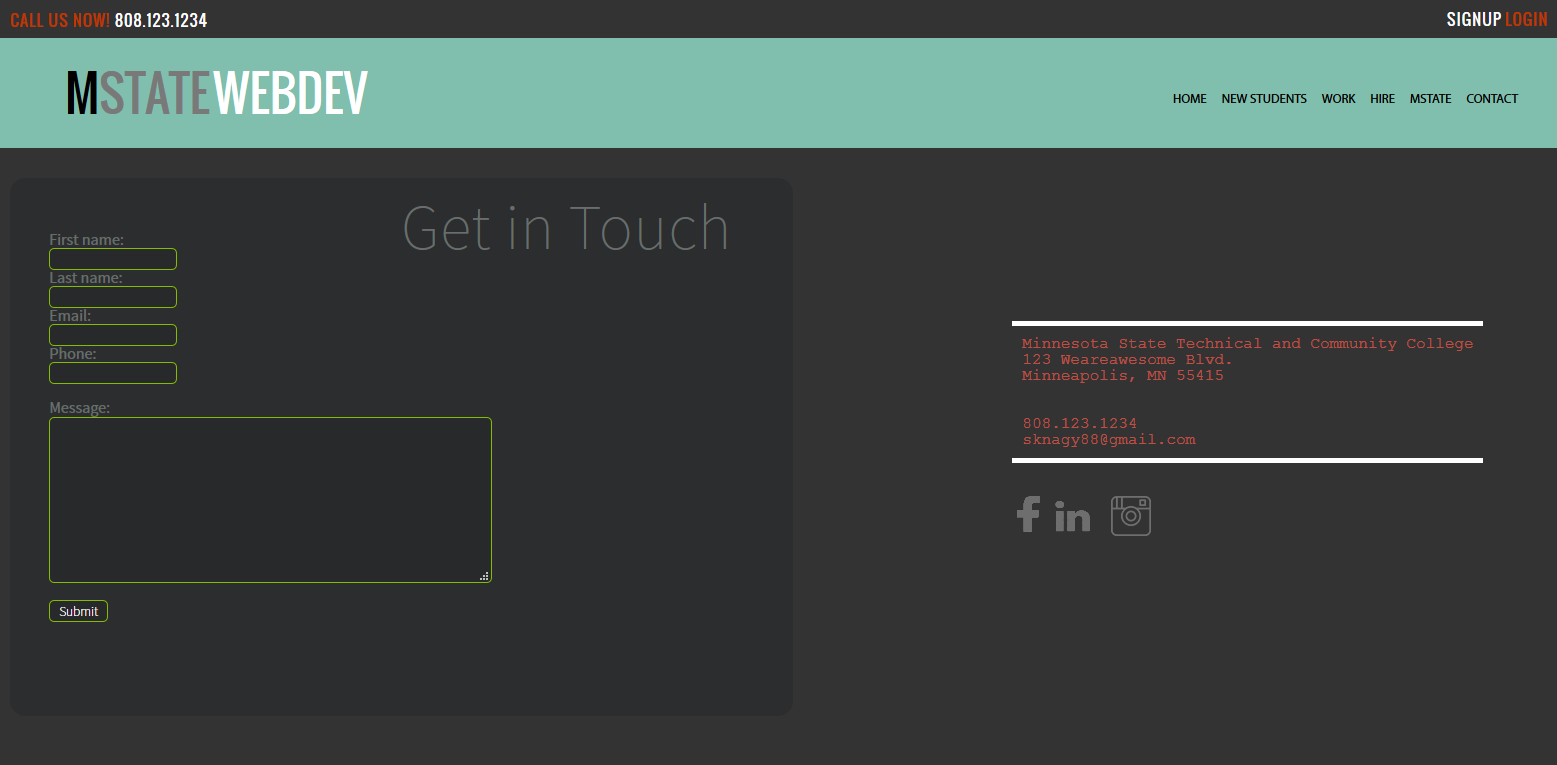 CALL US NOW! 808.123.1234
SIGNUP LOGIN
MSTATEWEBDEV
HOME NEW STUDENTS WORK HIRE MSTATE CONTACT
Get in Touch
First name:
Last name:
Email:
Phone:
Message:
Submit
Minnesota State Technical and Community College
123 Weareawesome Blvd.
Minneapolis, MN 55415
808.123.1234
sknagy88@gmail.com